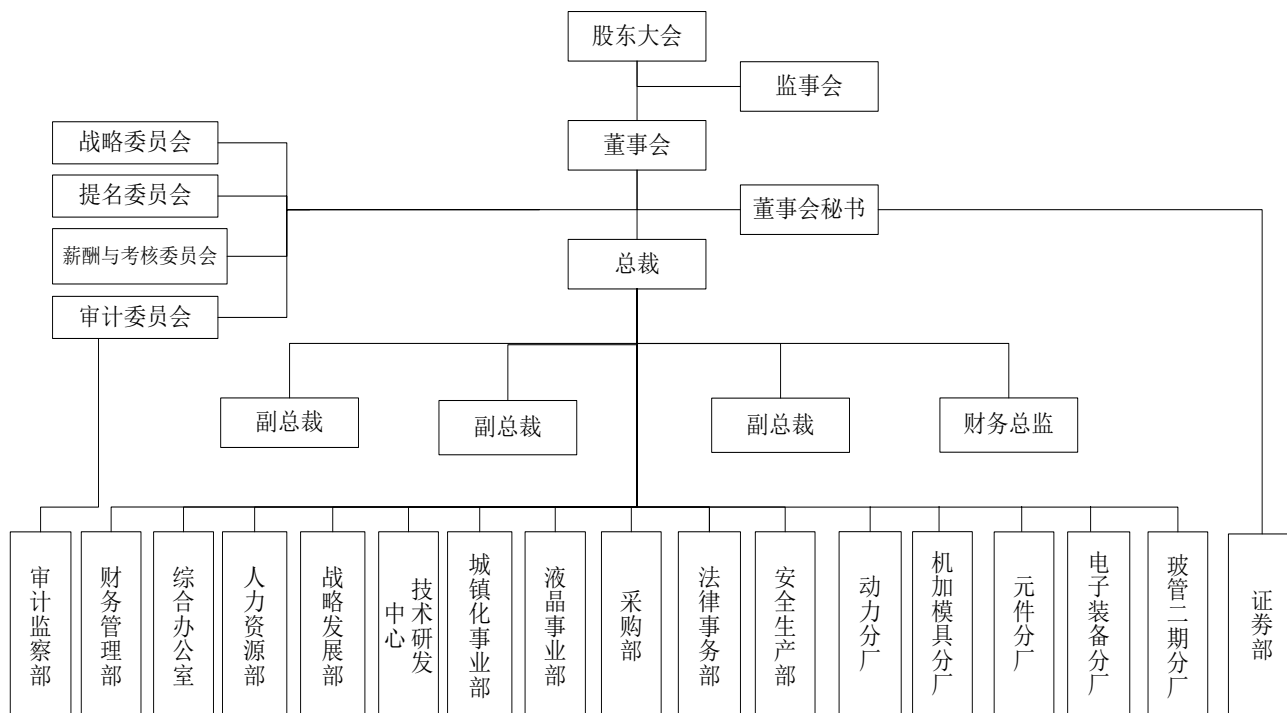 股东大会
监事会
董事会
战略委员会
提名委员会
薪酬与考核委员会
审计委员会
董事会秘书
总裁
副总裁
副总裁
副总裁
财务总监
审计监察部
财务管理部
综合办公室
人力资源部
战略发展部
技术研发
中心
城镇化事业部
液晶事业部
采购部
法律事务部
安全生产部
动力分厂
机加模具分厂
元件分厂
电子装备分厂
玻管二期分厂
证券部